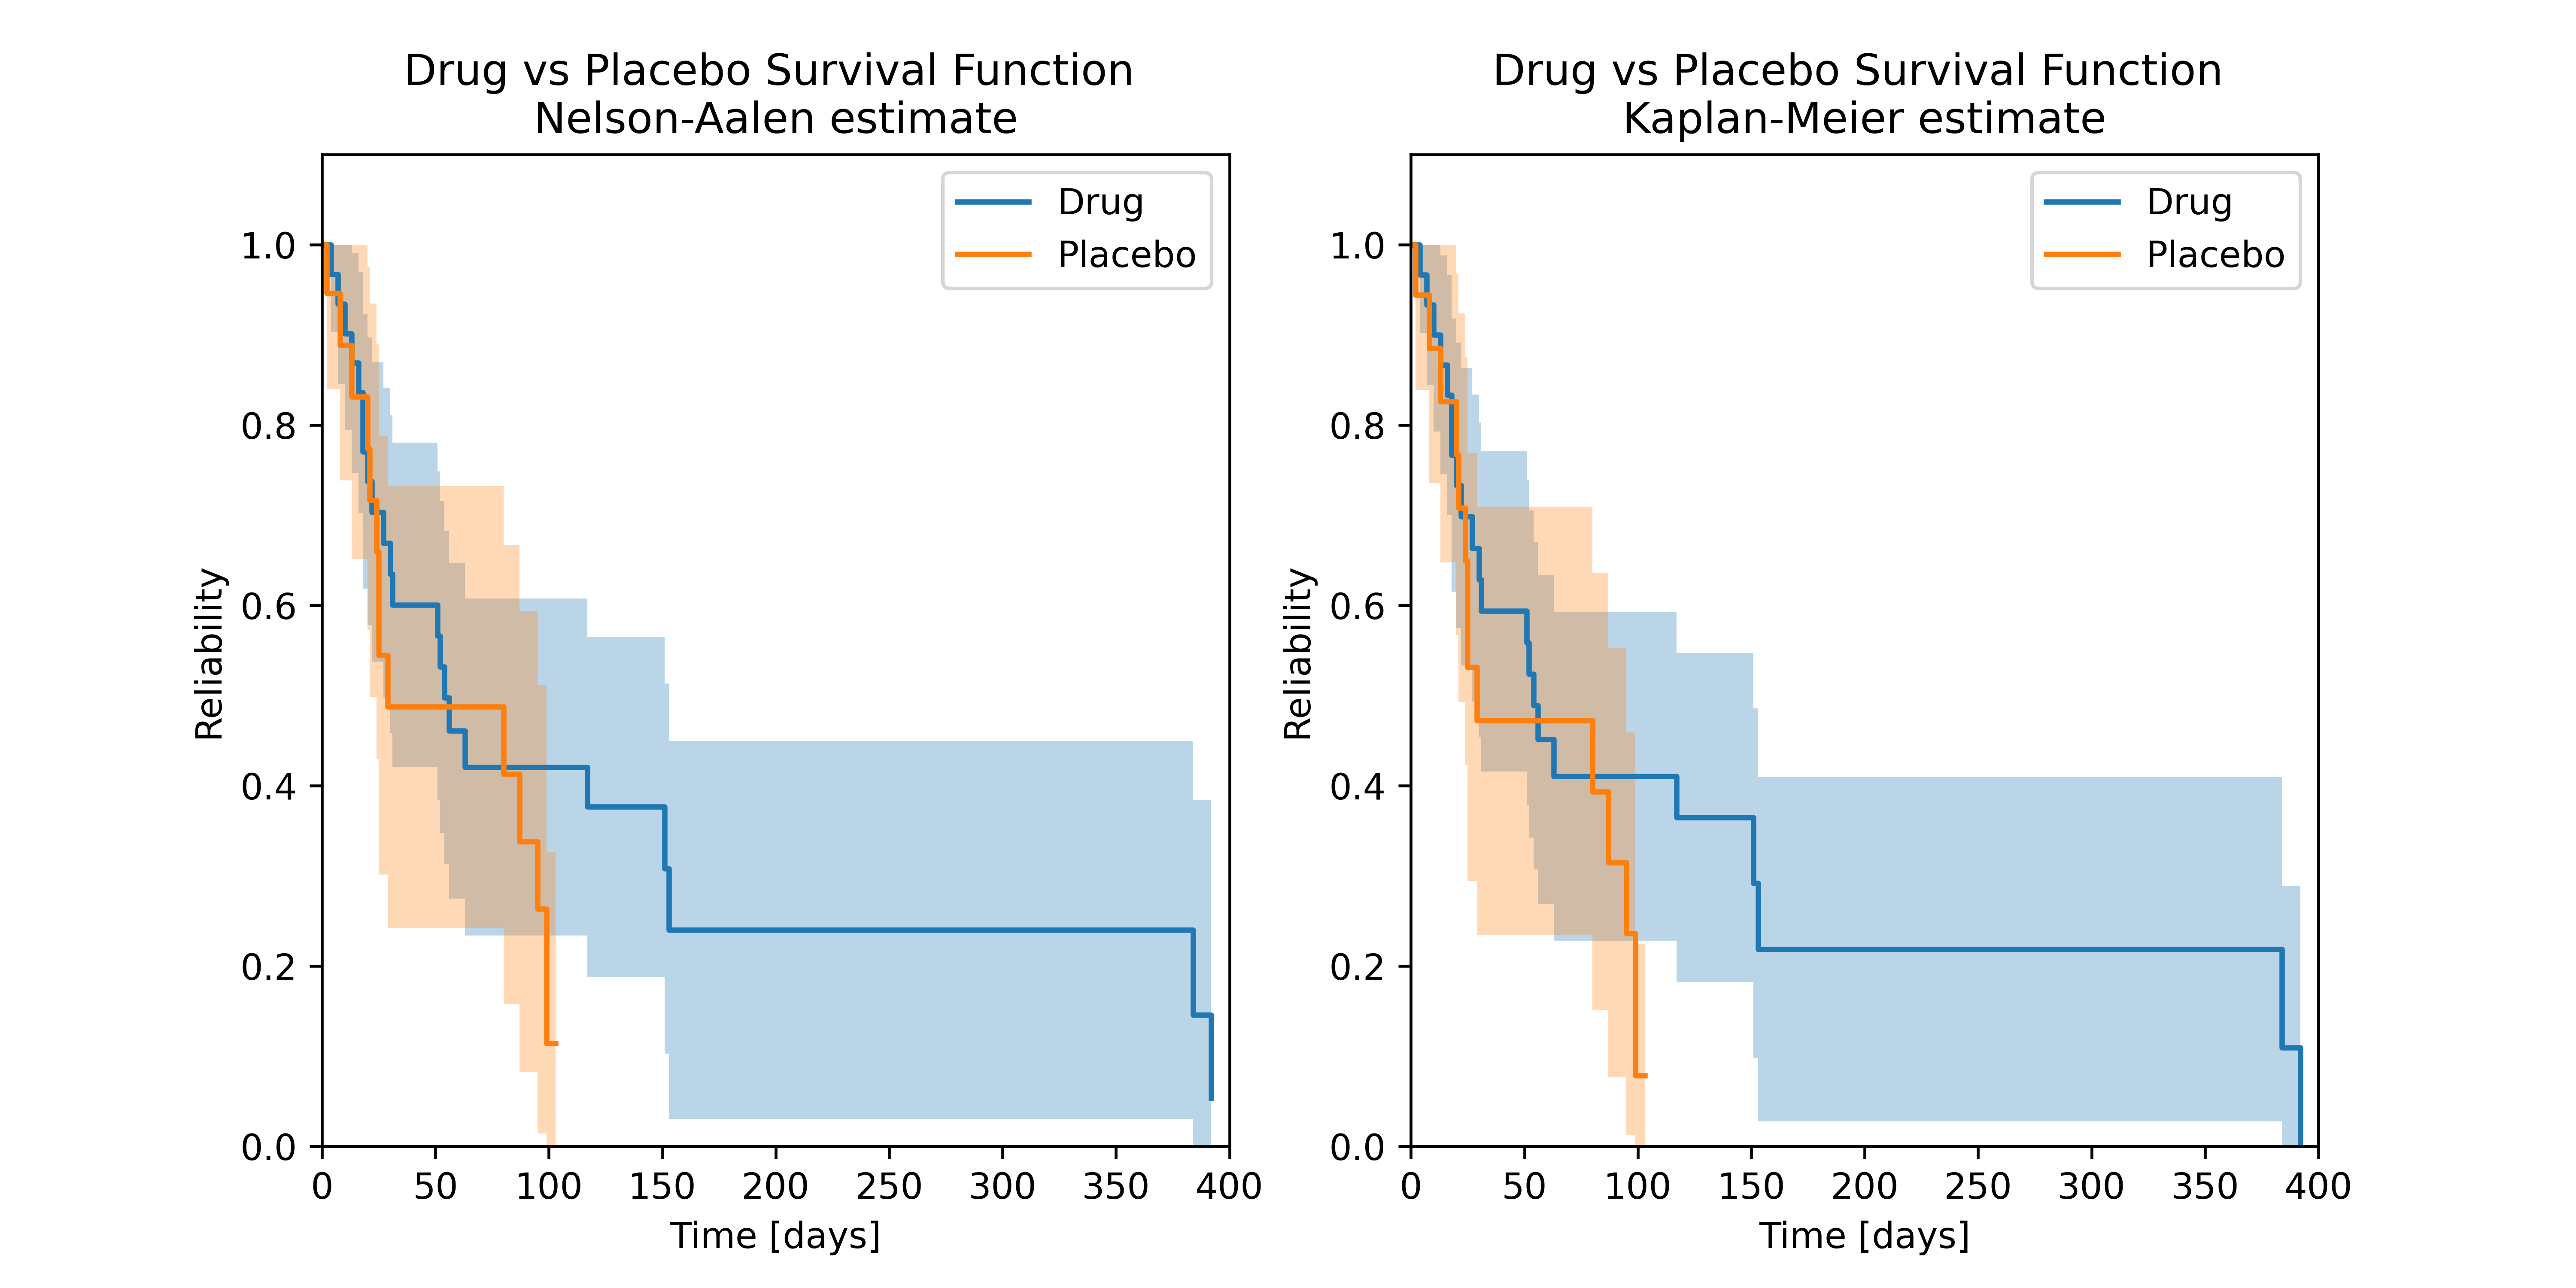 Drug vs Placebo Survival Function
Nelson-Aalen estimate
Drug
Placebo
1.0
0.8
0.6
0.4
0.2
0.0
Reliability
0 50 100 150 200 250 300 350 400
Time [days]
Drug vs Placebo Survival Function
Kaplan-Meier estimate
Drug
Placebo
1.0
0.8
0.6
0.4
0.2
0.0
Reliability
0 50 100 150 200 250 300 350 400
Time [days]